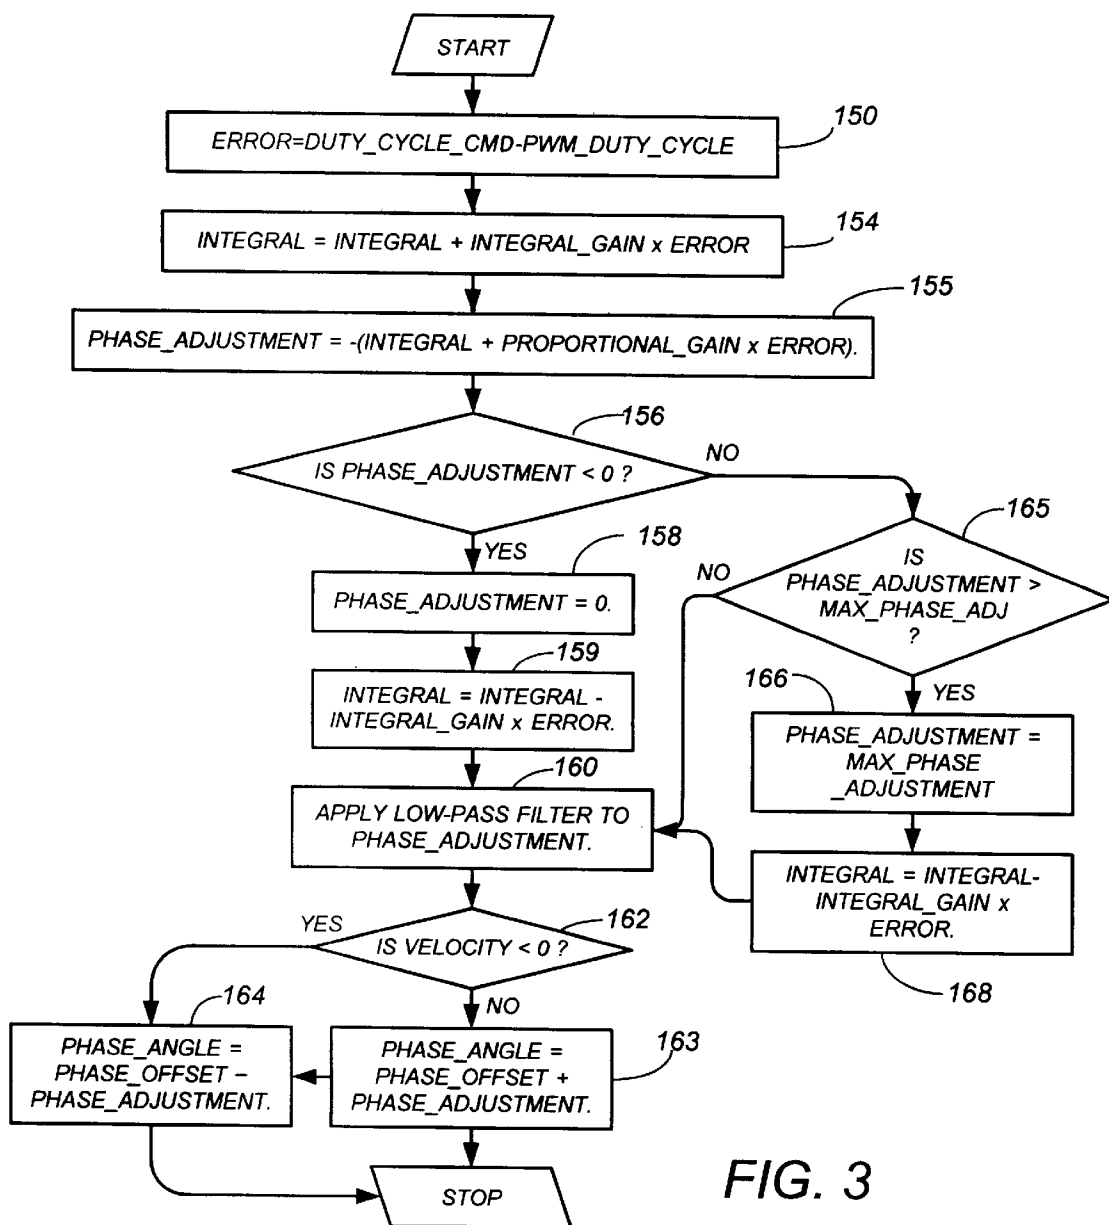 START
150
ERROR=DUTY_CYCLE_CMD-PWM_DUTY_CYCLE
154
INTEGRAL = INTEGRAL + INTEGRAL_GAIN x ERROR
155
PHASE_ADJUSTMENT = -(INTEGRAL + PROPORTIONAL_GAIN x ERROR).
156
IS PHASE_ADJUSTMENT < 0 ?
NO
YES
158
PHASE_ADJUSTMENT = 0.
159
INTEGRAL = INTEGRAL -
INTEGRAL_GAIN x ERROR.
165
IS
PHASE_ADJUSTMENT >
MAX_PHASE_ADJ
?
NO
YES
166
PHASE_ADJUSTMENT =
MAX_PHASE
_ADJUSTMENT
INTEGRAL = INTEGRAL-
INTEGRAL_GAIN x
ERROR.
168
160
APPLY LOW-PASS FILTER TO
PHASE_ADJUSTMENT.
162
IS VELOCITY < 0 ?
YES
NO
164
PHASE_ANGLE =
PHASE_OFFSET –
PHASE_ADJUSTMENT.
163
PHASE_ANGLE =
PHASE_OFFSET +
PHASE_ADJUSTMENT.
STOP
FIG. 3